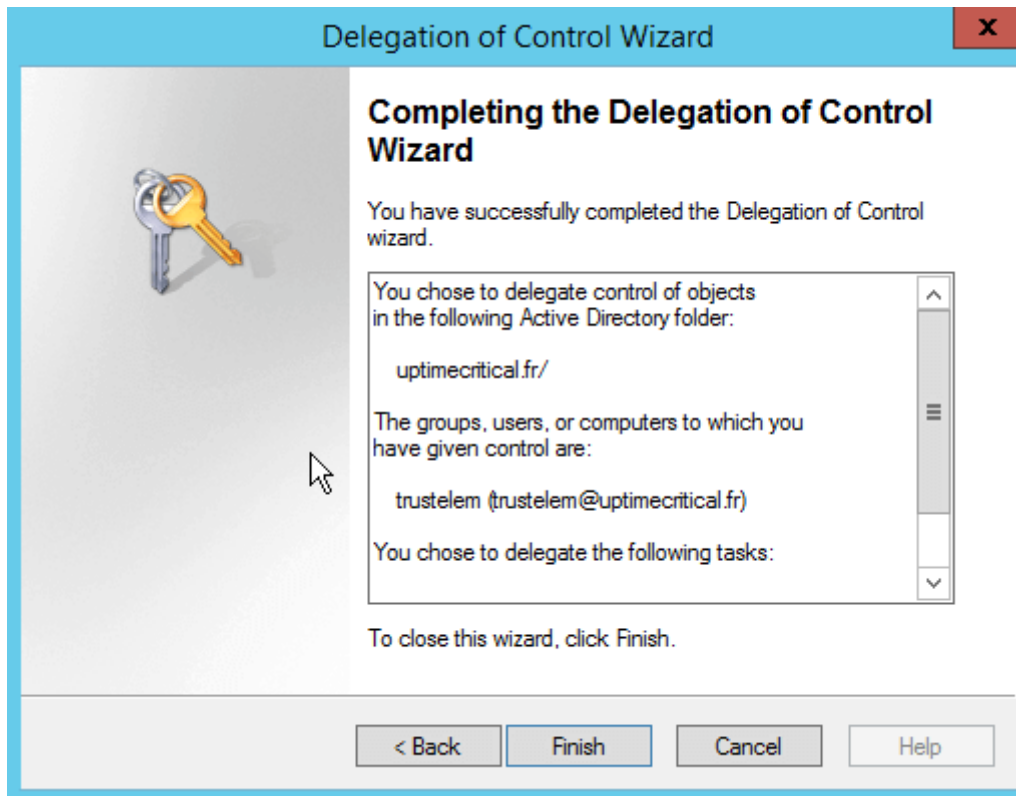 Delegation of Control Wizard
x
Completing the Delegation of Control
Wizard
You have successfully completed the Delegation of Control
wizard.
You chose to delegate control of objects
in the following Active Directory folder:
uptimecritical.fr/
The groups, users, or computers to which you
have given control are:
trustelem (trustelem@uptimecritical.fr)
You chose to delegate the following tasks:
To close this wizard, click Finish.
< Back Finish Cancel Help